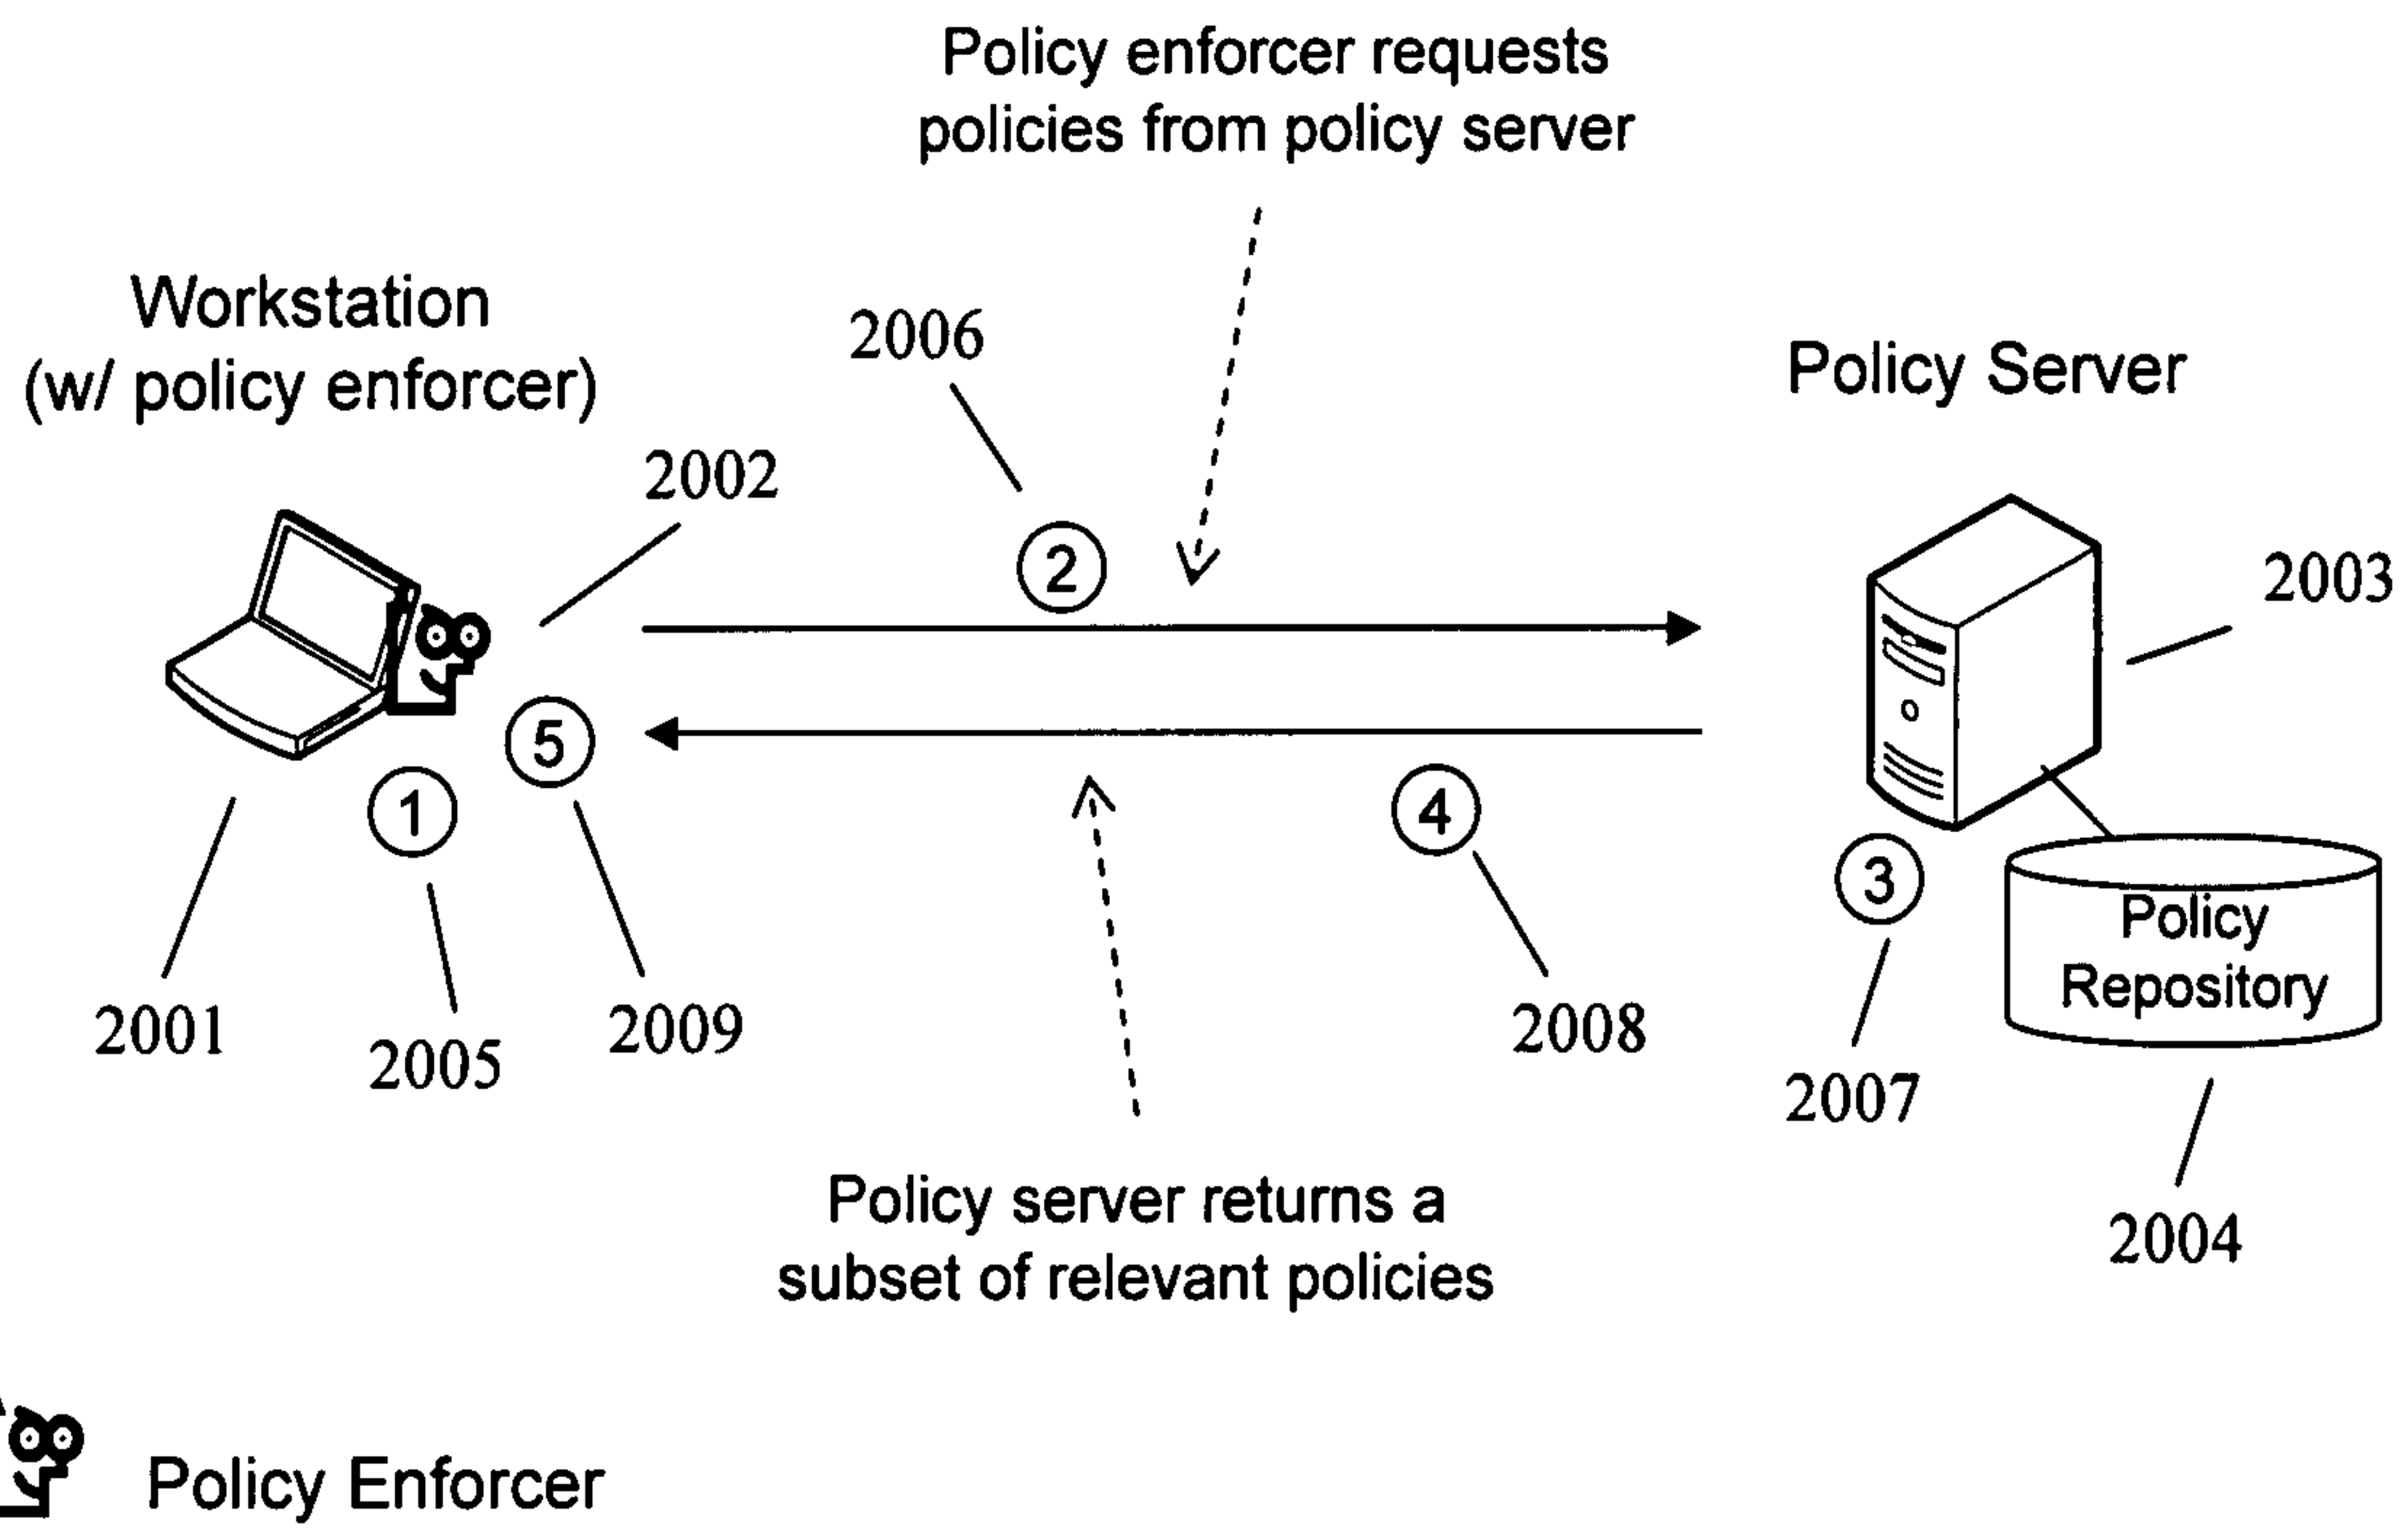 Policy enforcer requests
policies from policy server
Workstation
(w/ policy enforcer)
2006
Policy Server
2002
2
2003
5
1
4
3
Policy
Repository
2001
2005
2009
2008
2007
2004
Policy server returns a
subset of relevant policies
Policy Enforcer